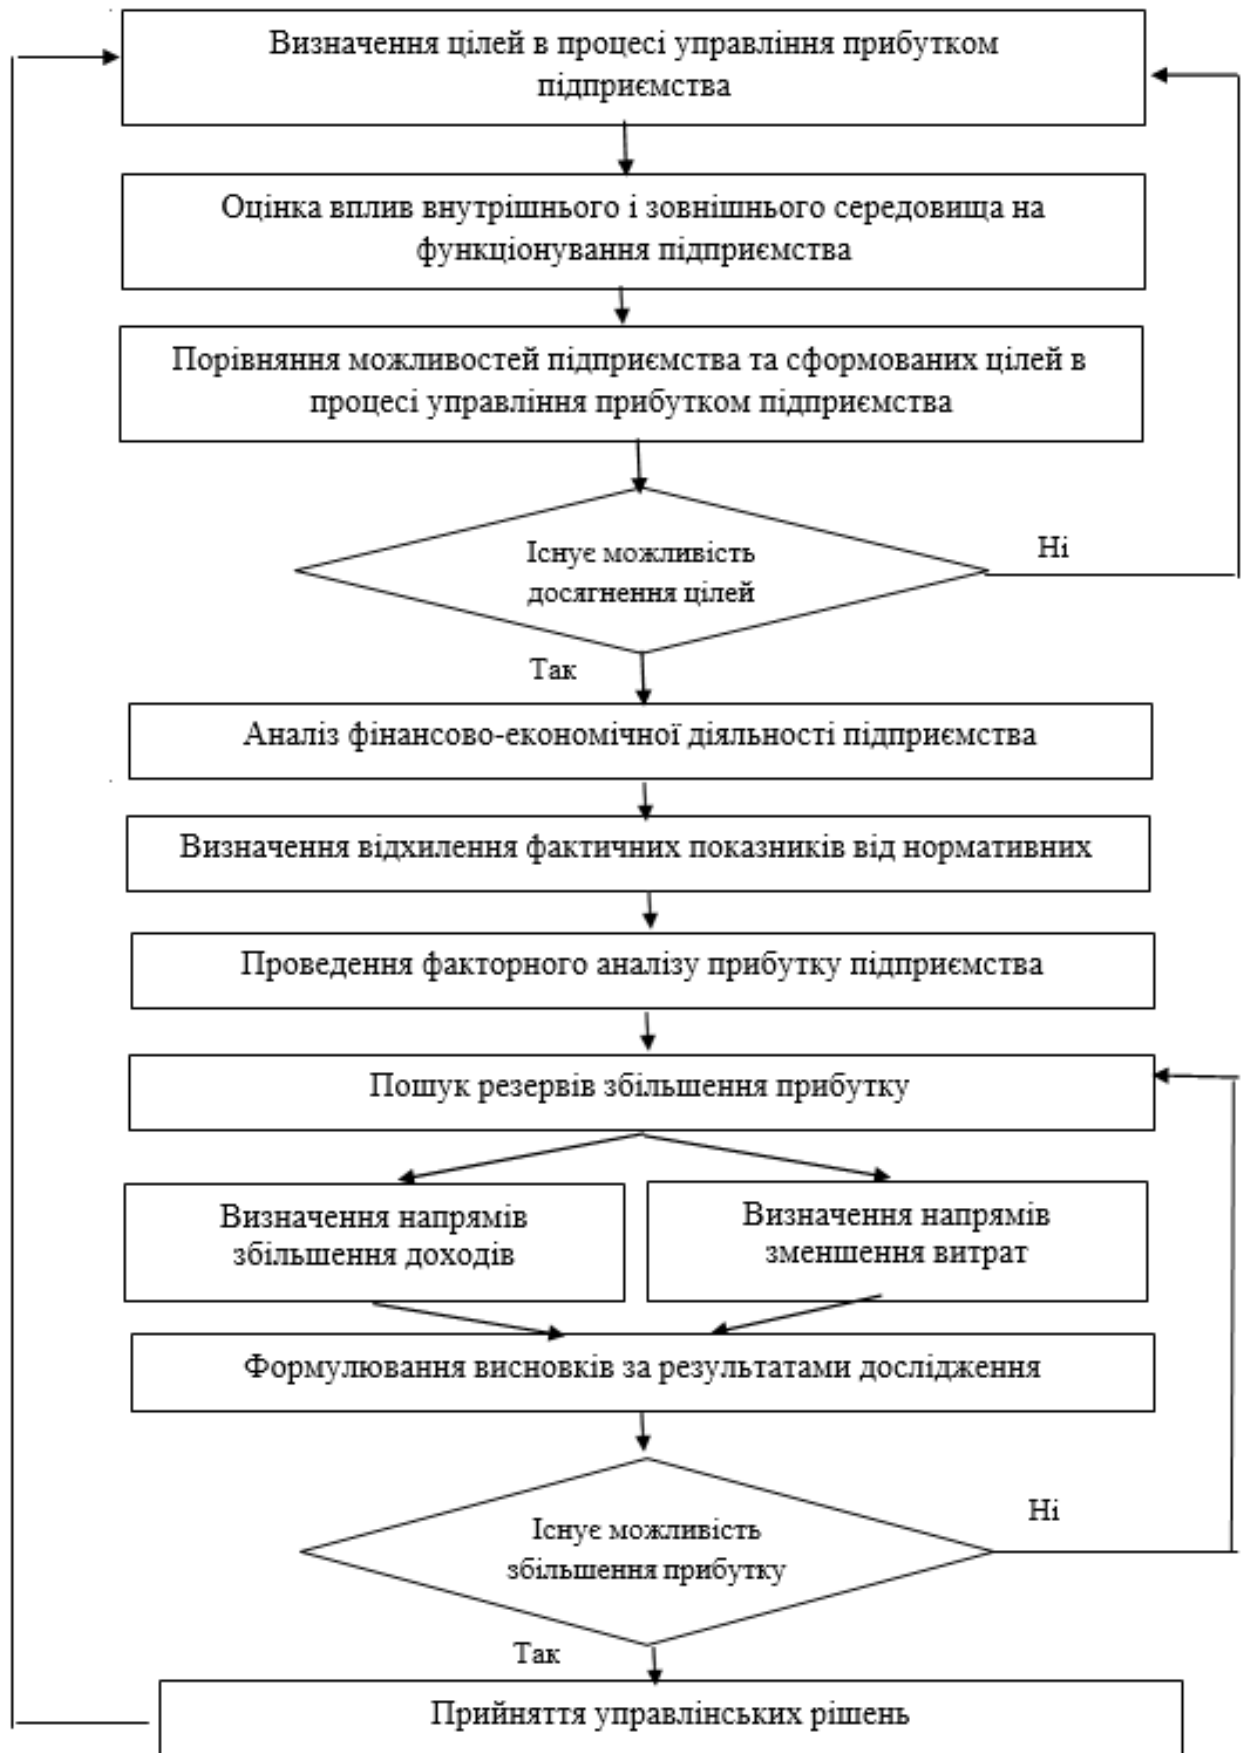 Визначення цілей в процесі управління прибутком
підприємства
Оцінка вплив внутрішнього і зовнішнього середовища на
функціонування підприємства
Порівняння можливостей підприємства та сформованих цілей в
процесі управління прибутком підприємства
Існує можливість
досягнення цілей
Ні
Так
Аналіз фінансово-економічної діяльності підприємства
Визначення відхилення фактичних показників від нормативних
Проведення факторного аналізу прибутку підприємства
Пошук резервів збільшення прибутку
Визначення напрямів
збільшення доходів
Визначення напрямів
зменшення витрат
Формулювання висновків за результатами дослідження
Існує можливість
збільшення прибутку
Ні
Так
Прийняття управлінських рішень